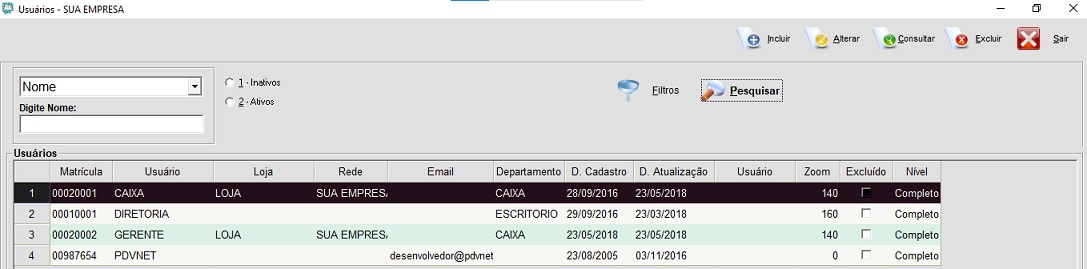 Usuários - SUA EMPRESA
Incluir Alterar Consultar Excluir Sair
Nome
1 - Inativos
2 - Ativos
Digite Nome:
Filtros Pesquisar
Usuários
Matrícula Usuário Loja Rede Email Departamento D. Cadastro D. Atualização Usuário Zoom Excluído Nível
1 00020001 CAIXA LOJA SUA EMPRES CAIXA 28/09/2016 23/05/2018 140 Completo
2 00010001 DIRETORIA ESCRITORIO 29/09/2016 23/03/2018 160 Completo
3 00020002 GERENTE LOJA SUA EMPRES CAIXA 23/05/2018 23/05/2018 140 Completo
4 00987654 PDVNET desenvolvedor@pdvnet 23/08/2005 03/11/2016 0 Completo